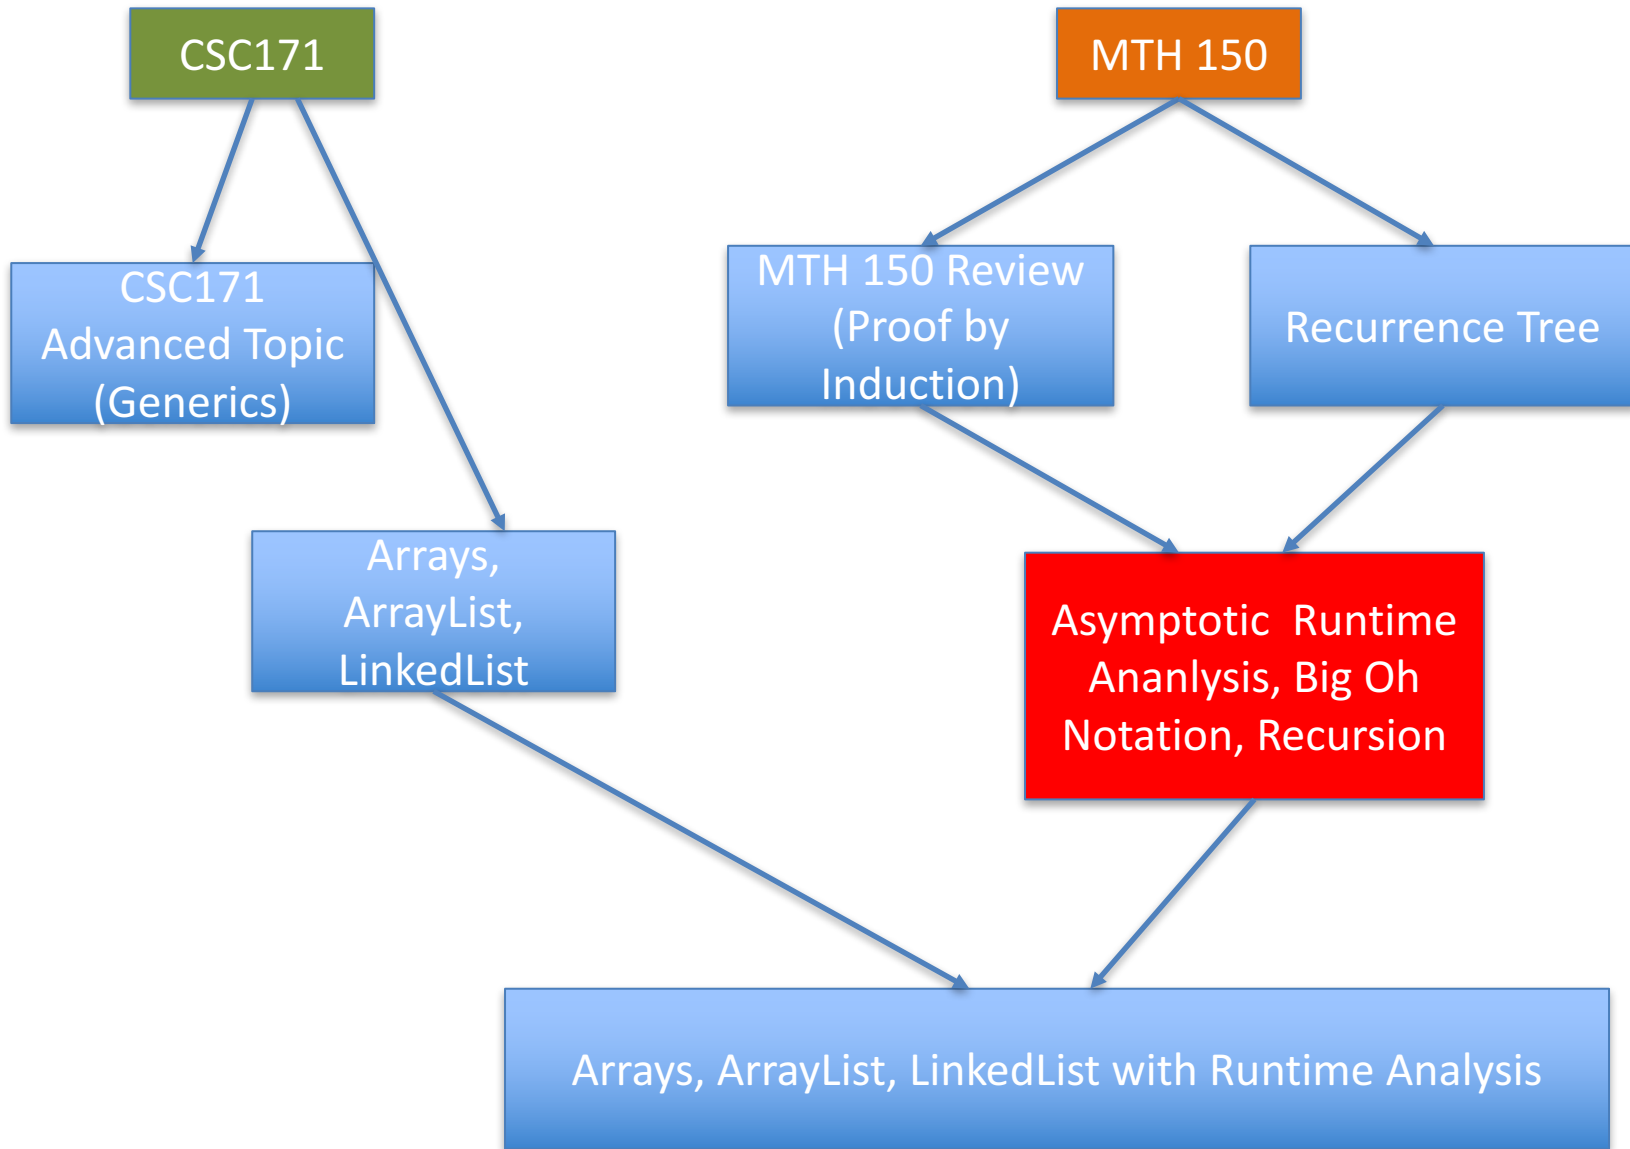 CSC171
MTH 150
CSC171
Advanced Topic
(Generics)
MTH 150 Review
(Proof by
Induction)
Recurrence Tree
Arrays,
ArrayList,
LinkedList
Asymptotic  Runtime
Ananlysis, Big Oh
Notation, Recursion
Arrays, ArrayList, LinkedList with Runtime Analysis